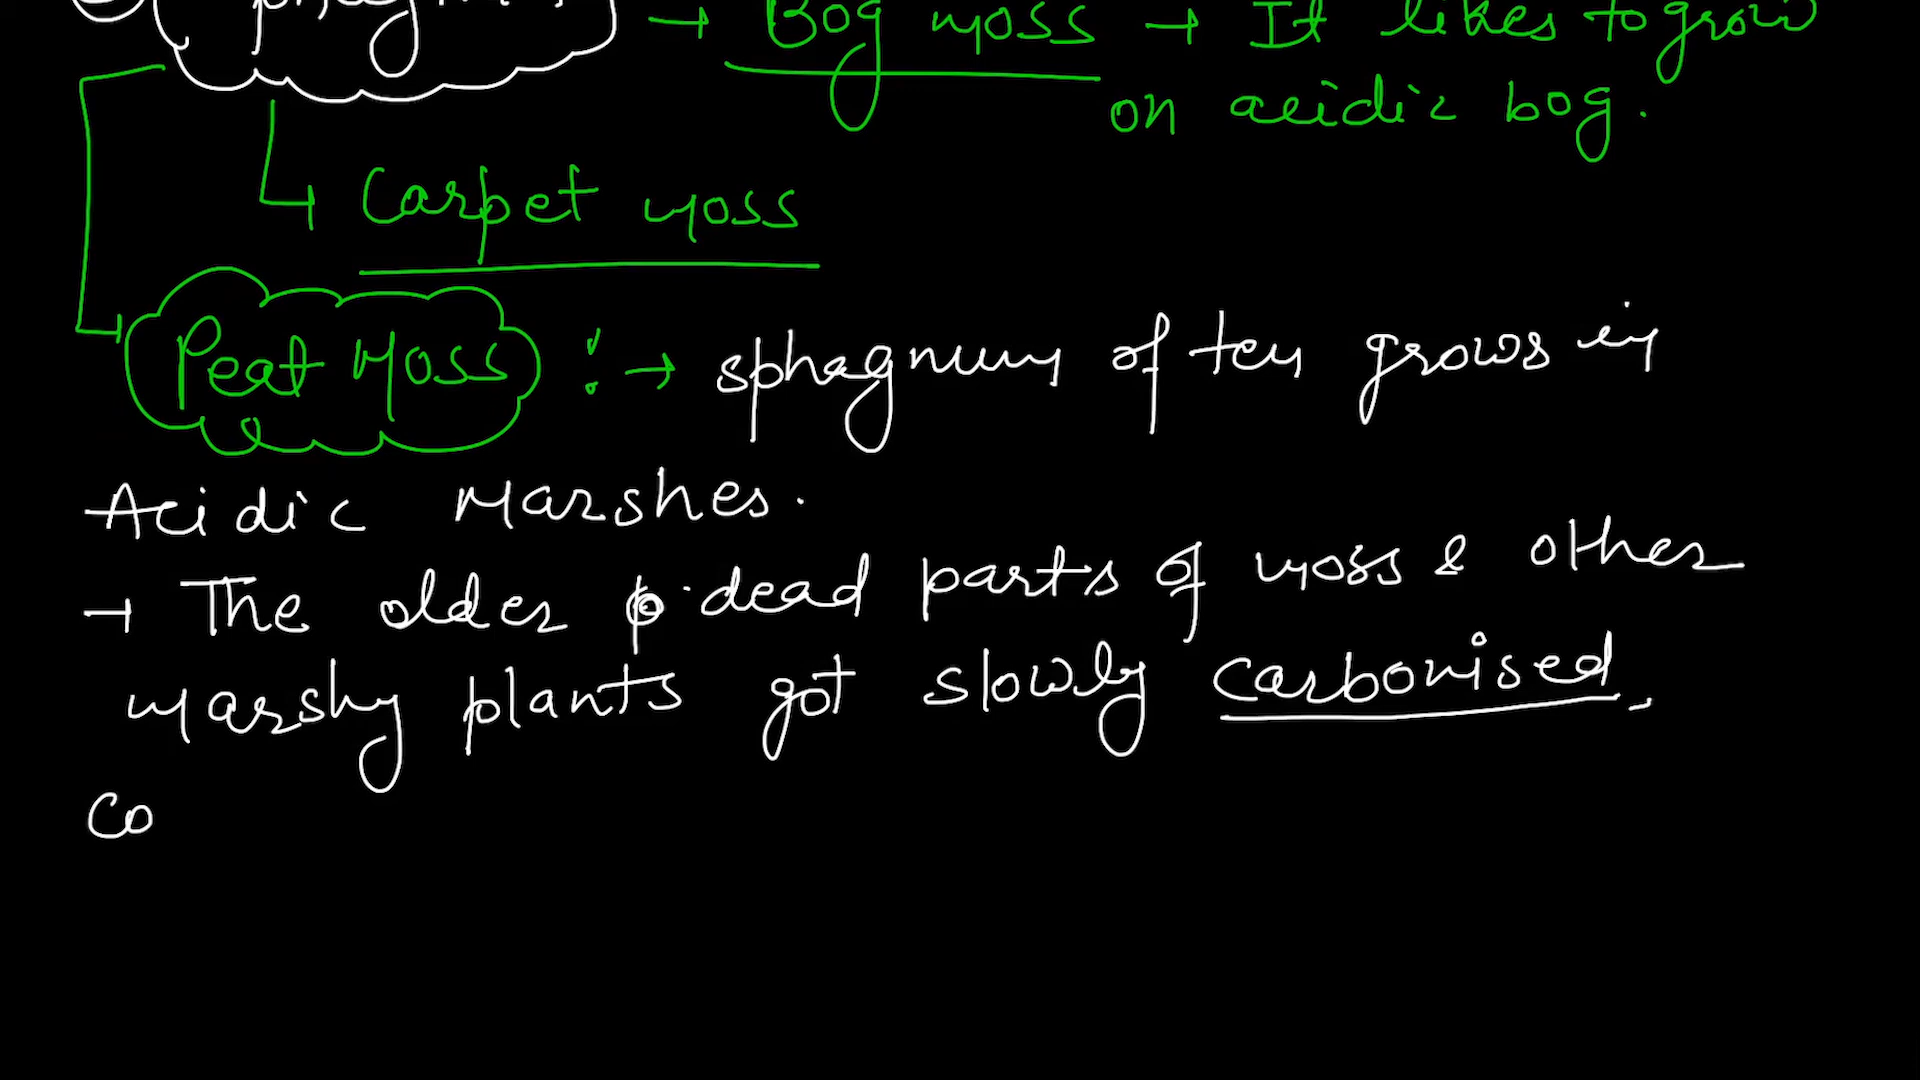 → Bog moss → It likes to grow
on acidic bog.
↳ Carpet moss
Peat Moss :→ sphagnum often grows in
Acidic Marshes.
→ The older dead parts of moss & other
marshy plants got slowly carbonised,
co